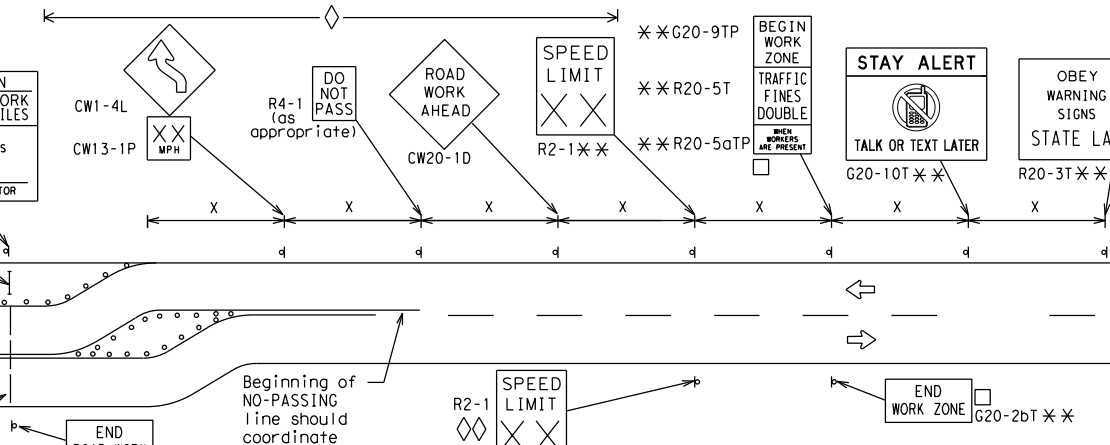 CW1-4L
CW13-1P
X X
MPH
R4-1
(as
appropriate)
DO
NOT
PASS
ROAD
WORK
AHEAD
CW20-1D
SPEED
LIMIT
X X
R2-1**
**G20-9TP
**R20-5T
**R20-5aTP
BEGIN
WORK
ZONE
TRAFFIC
FINES
DOUBLE
WHEN
WORKERS
ARE PRESENT
STAY ALERT
TALK OR TEXT LATER
G20-10T**
OBEY
WARNING
SIGNS
R20-3T**
X X X X X X X
Beginning of
NO-PASSING
line should
coordinate
R2-1
SPEED
LIMIT
X X
END
WORK ZONE
G20-2bT**
END